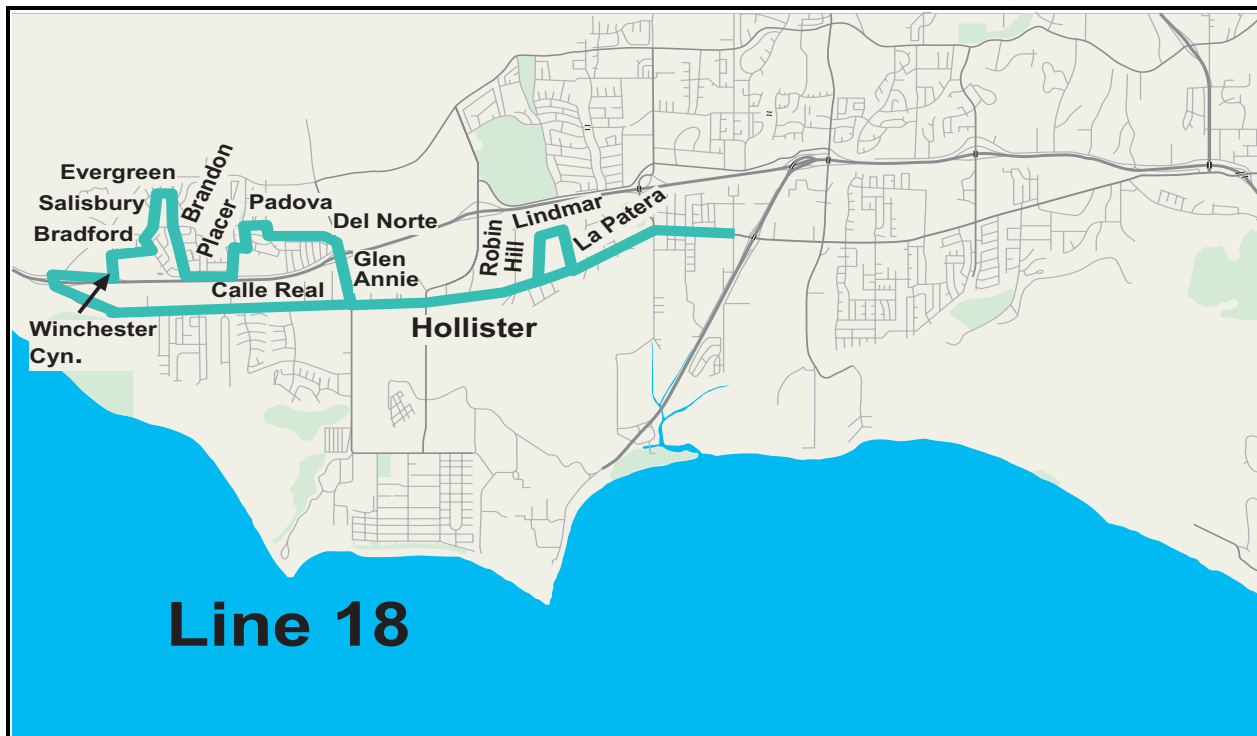 Evergreen
Salisbury
Bradford
Brandon
Placer
Padova
Del Norte
Glen
Annie
Calle Real
Winchester
Cyn.
Hollister
Robin
Hill
Lindmar
La Patera
Line 18